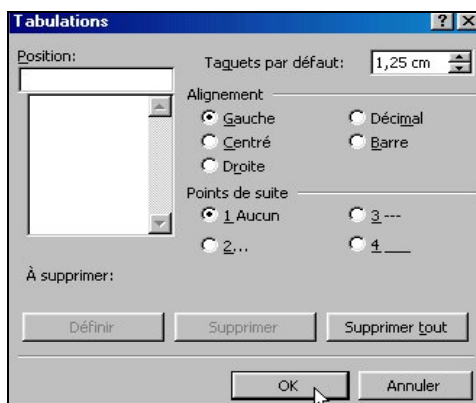 Tabulations
Position:
Taquets par défaut: 1,25 cm
Alignement
Gauche Décimal
Centré Barre
Droite
Points de suite
1 Aucun 3 ---
2... 4 ___
À supprimer:
Définir Supprimer Supprimer tout
OK Annuler